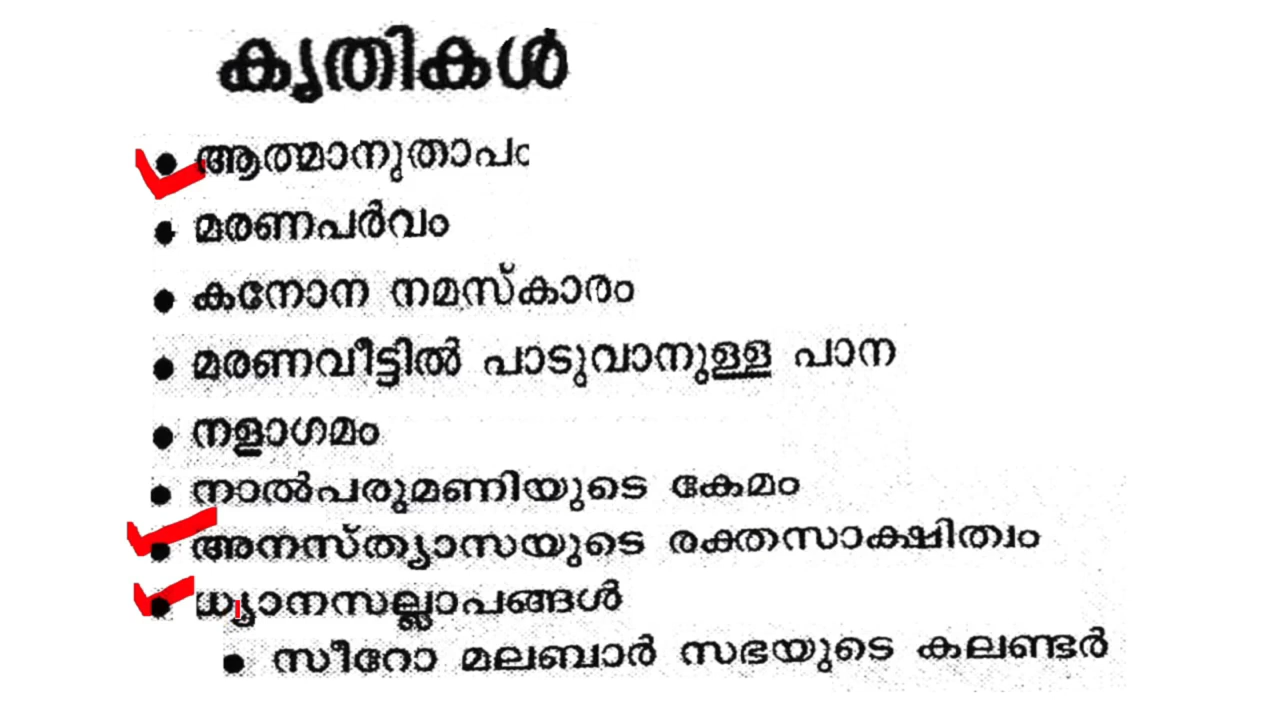 കൃതികൾ
ആത്മാനുതാപം
മരണപർവം
കനോന നമസ്കാരം
മരണവീട്ടിൽ പാടുവാനുള്ള പാന
നളാഗമം
നാൽപരുമണിയുടെ കേമം
അനസ്ത്യാസയുടെ രക്തസാക്ഷിത്വം
ധ്യാനസല്ലാപങ്ങൾ
സീറോ മലബാർ സഭയുടെ കലണ്ടർ